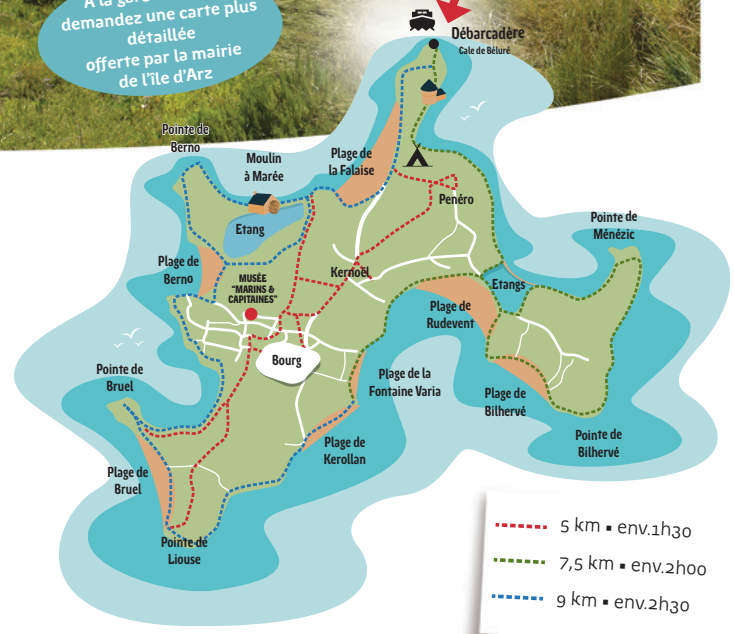 À la gare
demandez une carte plus
détaillée
offerte par la mairie
de l'île d'Arz
Débarcadère
Cale de Béluré
Pointe de
Berno
Moulin
à Marée
Plage de
la Falaise
Penéro
Pointe de
Ménézic
Etang
Plage de
Berno
MUSÉE
"MARINS &
CAPITAINES"
Kernoël
Etangs
Plage de
Rudevent
Bourg
Pointe de
Bruel
Plage de la
Fontaine Varia
Plage de
Bilhervé
Pointe de
Bilhervé
Plage de
Kerollan
Plage de
Bruel
Pointe de
Liouse
5 km ▪ env.1h30
7,5 km ▪ env.2h00
9 km ▪ env.2h30